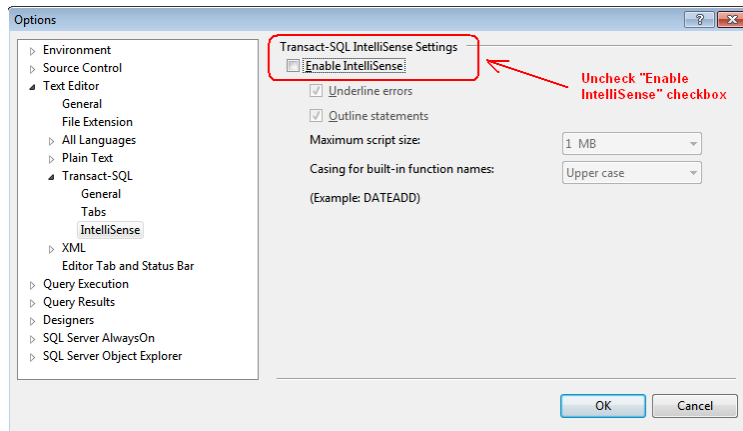 Options
Environment
Source Control
Text Editor
General
File Extension
All Languages
Plain Text
Transact-SQL
General
Tabs
IntelliSense
XML
Editor Tab and Status Bar
Query Execution
Query Results
Designers
SQL Server AlwaysOn
SQL Server Object Explorer
Transact-SQL IntelliSense Settings
Enable IntelliSense
Underline errors
Outline statements
Maximum script size:
1 MB
Casing for built-in function names:
Upper case
(Example: DATEADD)
Uncheck "Enable
IntelliSense" checkbox
OK
Cancel